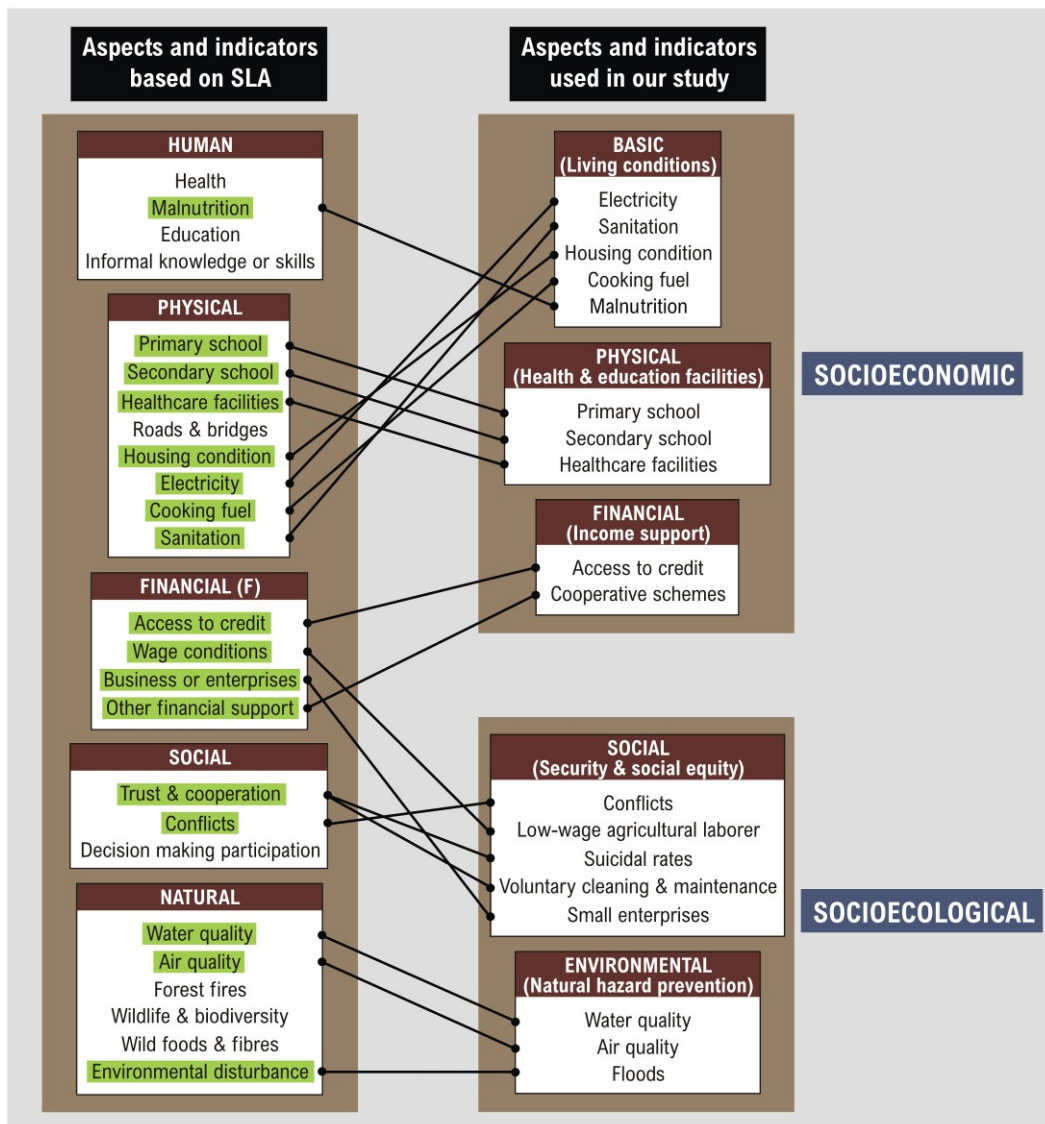 Aspects and indicators
based on SLA
HUMAN
Health
Malnutrition
Education
Informal knowledge or skills
PHYSICAL
Primary school
Secondary school
Healthcare facilities
Roads & bridges
Housing condition
Electricity
Cooking fuel
Sanitation
FINANCIAL (F)
Access to credit
Wage conditions
Business or enterprises
Other financial support
SOCIAL
Trust & cooperation
Conflicts
Decision making participation
NATURAL
Water quality
Air quality
Forest fires
Wildlife & biodiversity
Wild foods & fibres
Environmental disturbance
Aspects and indicators
used in our study
BASIC
(Living conditions)
Electricity
Sanitation
Housing condition
Cooking fuel
Malnutrition
PHYSICAL
(Health & education facilities)
Primary school
Secondary school
Healthcare facilities
FINANCIAL
(Income support)
Access to credit
Cooperative schemes
SOCIAL
(Security & social equity)
Conflicts
Low-wage agricultural laborer
Suicidal rates
Voluntary cleaning & maintenance
Small enterprises
ENVIRONMENTAL
(Natural hazard prevention)
Water quality
Air quality
Floods
SOCIOECONOMIC
SOCIOECOLOGICAL